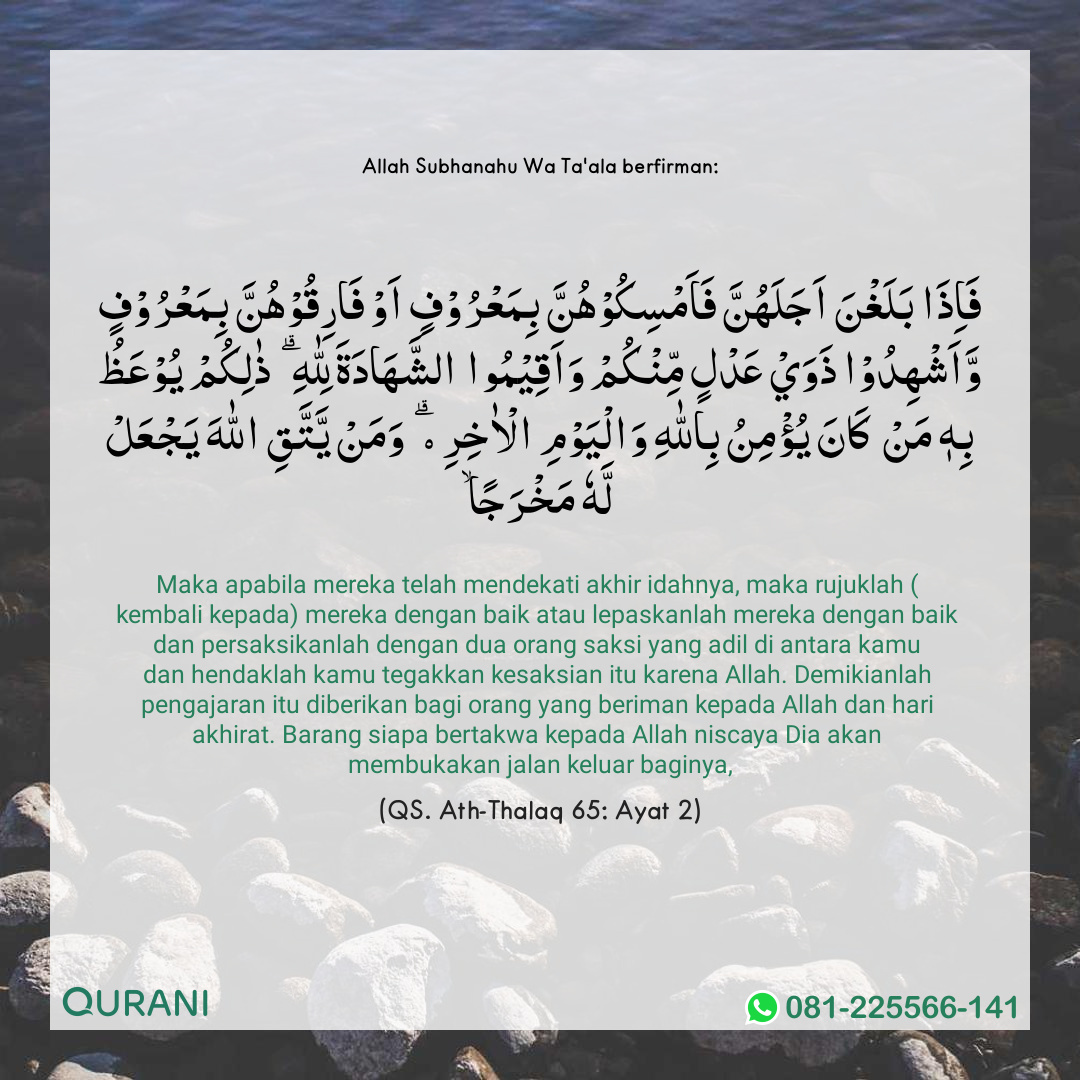 Allah Subhanahu Wa Ta'ala berfirman:
فَاِذَا بَلَغْنَ اَجَلَهُنَّ فَاَمْسِكُوْهُنَّ بِمَعْرُوْفٍ اَوْ فَارِقُوْهُنَّ بِمَعْرُوْفٍ
وَّاَشْهِدُوْا ذَوَيْ عَدْلٍ مِّنْكُمْ وَاَقِيْمُوا الشَّهَادَةَ لِلّٰهِ ۗ ذٰلِكُمْ يُوْعَظُ
بِهٖ مَنْ كَانَ يُؤْمِنُ بِاللّٰهِ وَالْيَوْمِ الْاٰخِرِ ەۗ وَمَنْ يَّتَّقِ اللّٰهَ يَجْعَلْ
لَّهٗ مَخْرَجًاۙ
Maka apabila mereka telah mendekati akhir idahnya, maka rujuklah (
kembali kepada) mereka dengan baik atau lepaskanlah mereka dengan baik
dan persaksikanlah dengan dua orang saksi yang adil di antara kamu
dan hendaklah kamu tegakkan kesaksian itu karena Allah. Demikianlah
pengajaran itu diberikan bagi orang yang beriman kepada Allah dan hari
akhirat. Barang siapa bertakwa kepada Allah niscaya Dia akan
membukakan jalan keluar baginya,
(QS. Ath-Thalaq 65: Ayat 2)
QURANI
081-225566-141